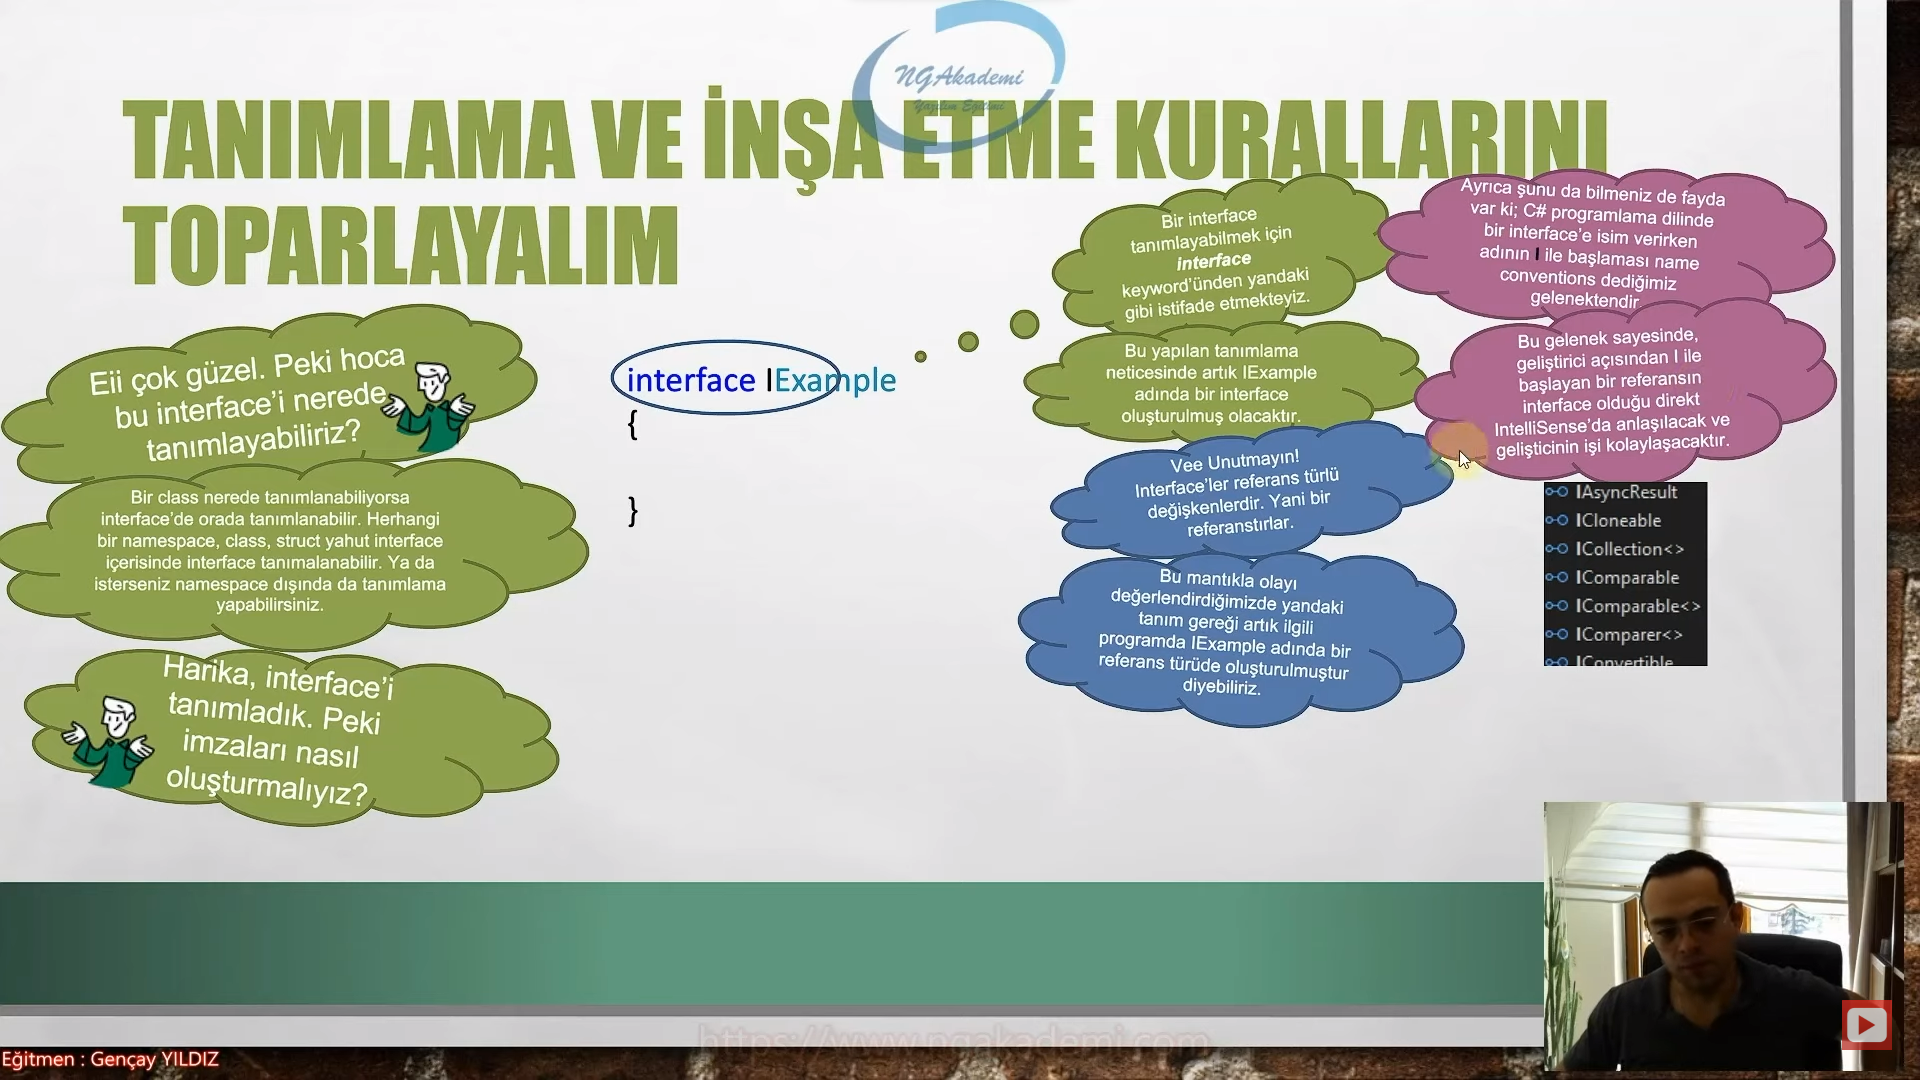 NGAkademi
Yazılım Eğitimi
TANIMLAMA VE İNŞA ETME KURALLARINI
TOPARLAYALIM
Eii çok güzel. Peki hoca
bu interface’i nerede
tanımlayabiliriz?
Bir class nerede tanımlanabiliyorsa
interface’de orada tanımlanabilir. Herhangi
bir namespace, class, struct yahut interface
içerisinde interface tanımalanabilir. Ya da
isterseniz namespace dışında da tanımlama
yapabilirsiniz.
Harika, interface’i
tanımladık. Peki
imzaları nasıl
oluşturmalıyız?
interface IExample
{
}
Bir interface
tanımlayabilmek için
interface
keyword’ünden yandaki
gibi istifade etmekteyiz.
Bu yapılan tanımlama
neticesinde artık IExample
adında bir interface
oluşturulmuş olacaktır.
Vee Unutmayın!
Interface’ler referans türlü
değişkenlerdir. Yani bir
referanstırlar.
Bu mantıkla olayı
değerlendirdiğimizde yandaki
tanım gereği artık ilgili
programda IExample adında bir
referans türüde oluşturulmuştur
diyebiliriz.
Ayrıca şunu da bilmeniz de fayda
var ki; C# programlama dilinde
bir interface’e isim verirken
adının I ile başlaması name
conventions dediğimiz
gelenektendir.
Bu gelenek sayesinde,
geliştirici açısından I ile
başlayan bir referansın
interface olduğu direkt
IntelliSense’da anlaşılacak ve
gelişticinin işi kolaylaşacaktır.
IAsyncResult
ICloneable
ICollection<>
IComparable
IComparable<>
IComparer<>
IConvertible
https://www.ngakademi.com
Eğitmen : Gençay YILDIZ